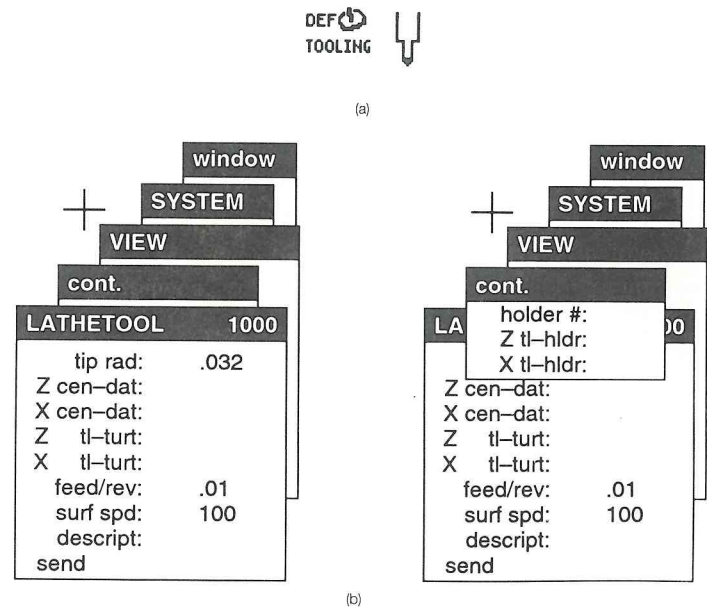 DEF
TOOLING
(a)
window
SYSTEM
VIEW
cont.
LATHETOOL 1000
tip rad: .032
Z cen–dat:
X cen–dat:
Z tl–turt:
X tl–turt:
feed/rev: .01
surf spd: 100
descript:
send
window
SYSTEM
VIEW
cont.
holder #:
Z tl–hldr:
X tl–hldr:
LA 00
Z cen–dat:
X cen–dat:
Z tl–turt:
X tl–turt:
feed/rev: .01
surf spd: 100
descript:
send
(b)